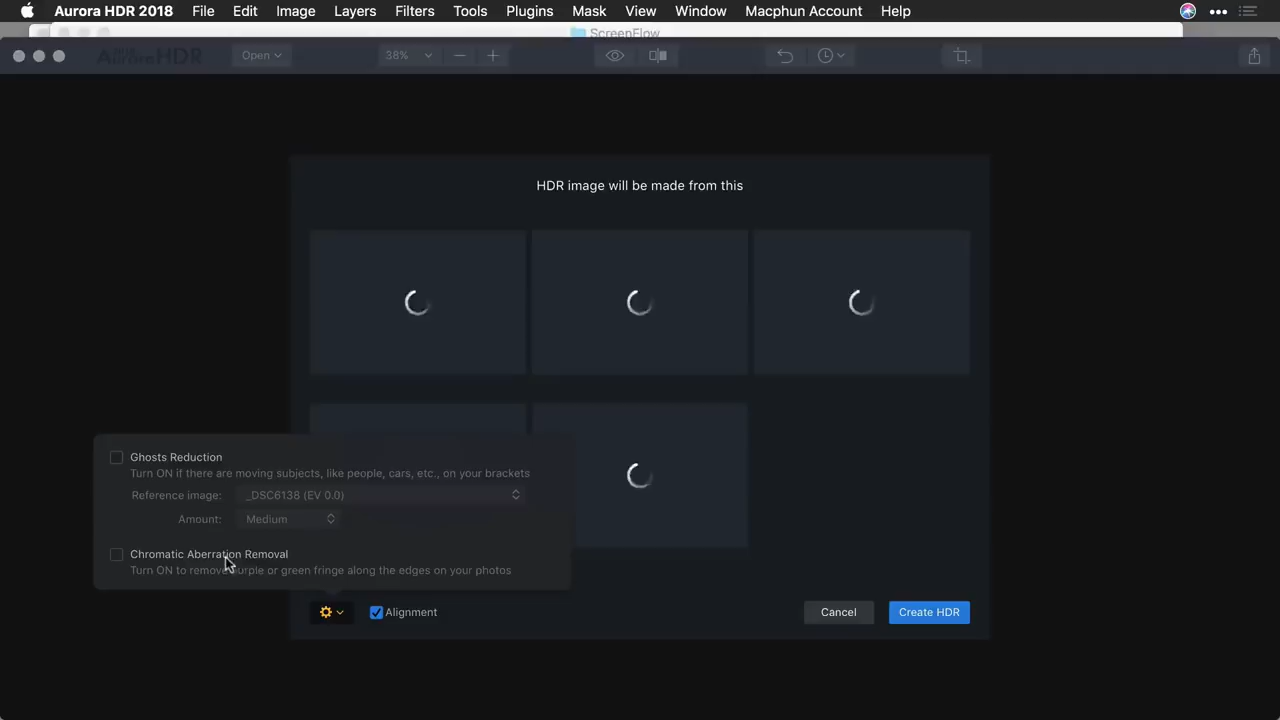 Aurora HDR 2018 File Edit Image Layers Filters Tools Plugins Mask View Window Macphun Account Help
ScreenFlow
AuroraHDR Open 38%
HDR image will be made from this
Ghosts Reduction
Turn ON if there are moving subjects, like people, cars, etc., on your brackets
Reference image: _DSC6138 (EV 0.0)
Amount: Medium
Chromatic Aberration Removal
Turn ON to remove purple or green fringe along the edges on your photos
Alignment Cancel Create HDR